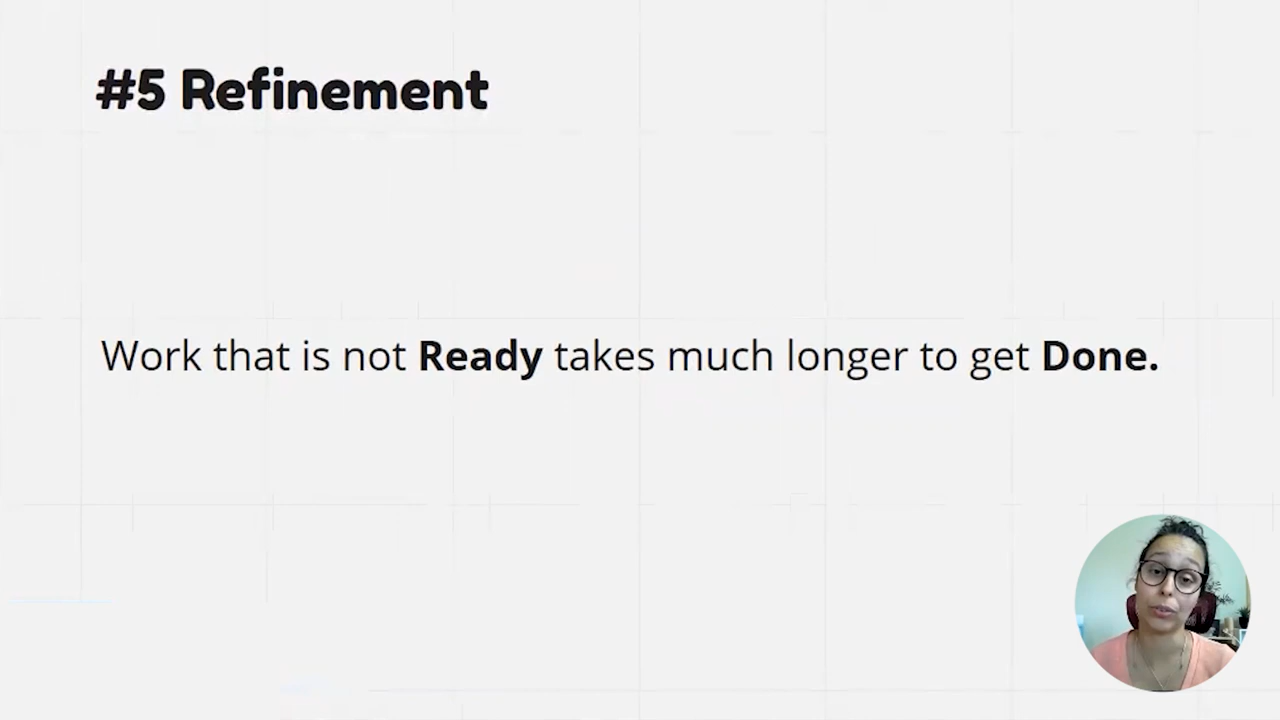 #5 Refinement
Work that is not Ready takes much longer to get Done.